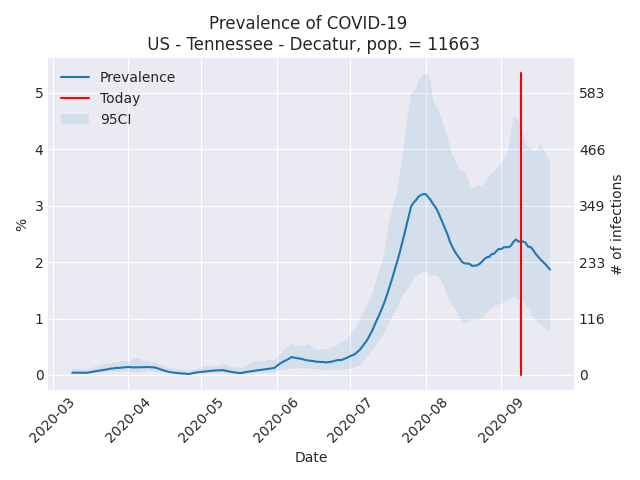 Prevalence of COVID-19
US - Tennessee - Decatur, pop. = 11663
Prevalence
Today
95CI
5
4
3
2
1
0
%
583
466
349
233
116
0
# of infections
2020-03
2020-04
2020-05
2020-06
2020-07
2020-08
2020-09
Date